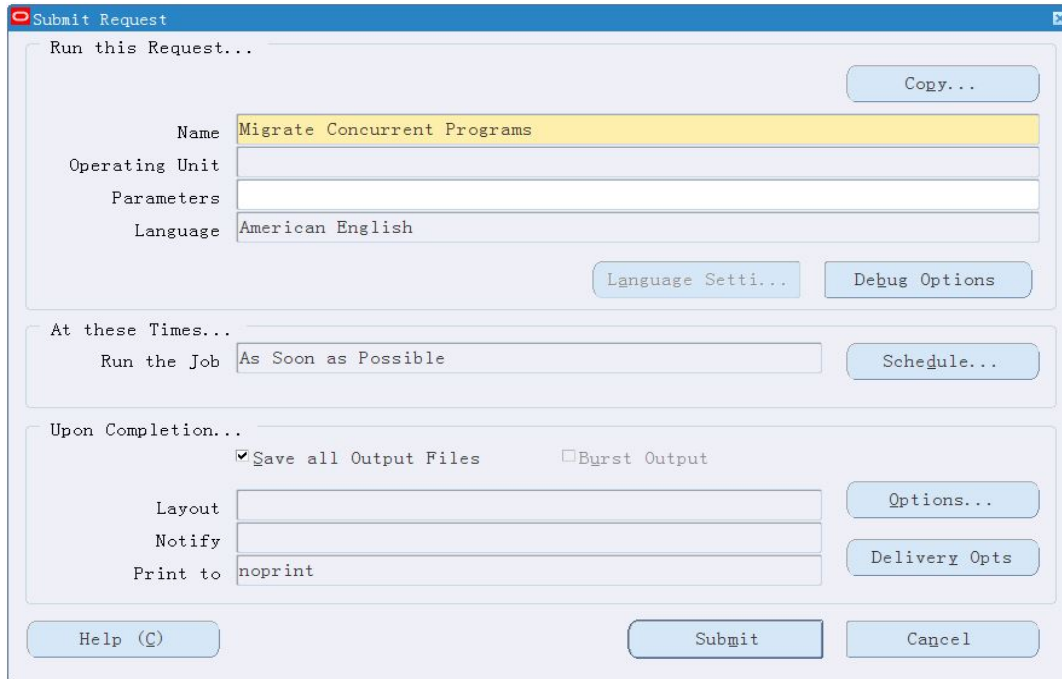 Submit Request
Run this Request...
Copy...
Name Migrate Concurrent Programs
Operating Unit
Parameters
Language American English
Language Setti... Debug Options
At these Times...
Run the Job As Soon as Possible Schedule...
Upon Completion...
Save all Output Files Burst Output
Layout Options...
Notify
Print to noprint Delivery Opts
Help (C) Submit Cancel